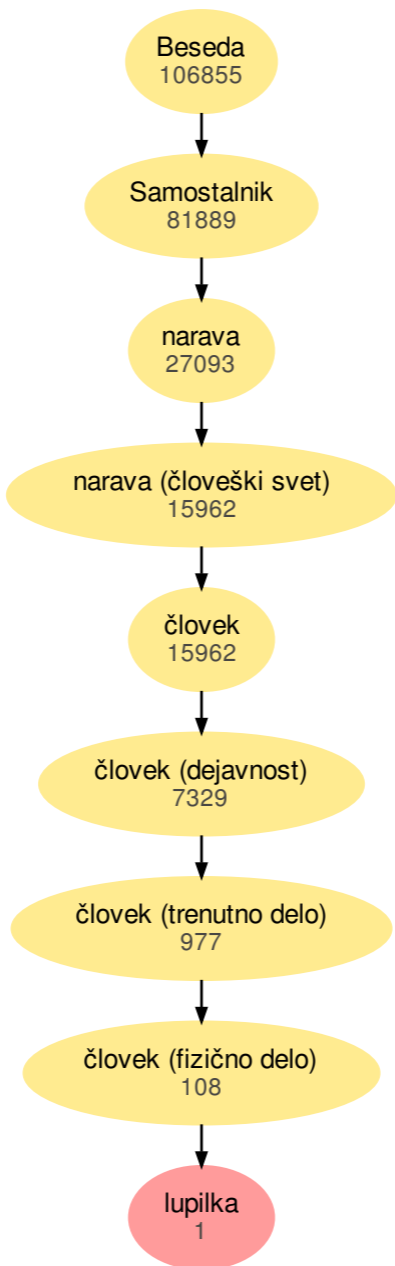 Beseda
106855
Samostalnik
81889
narava
27093
narava (človeški svet)
15962
človek
15962
človek (dejavnost)
7329
človek (trenutno delo)
977
človek (fizično delo)
108
lupilka
1